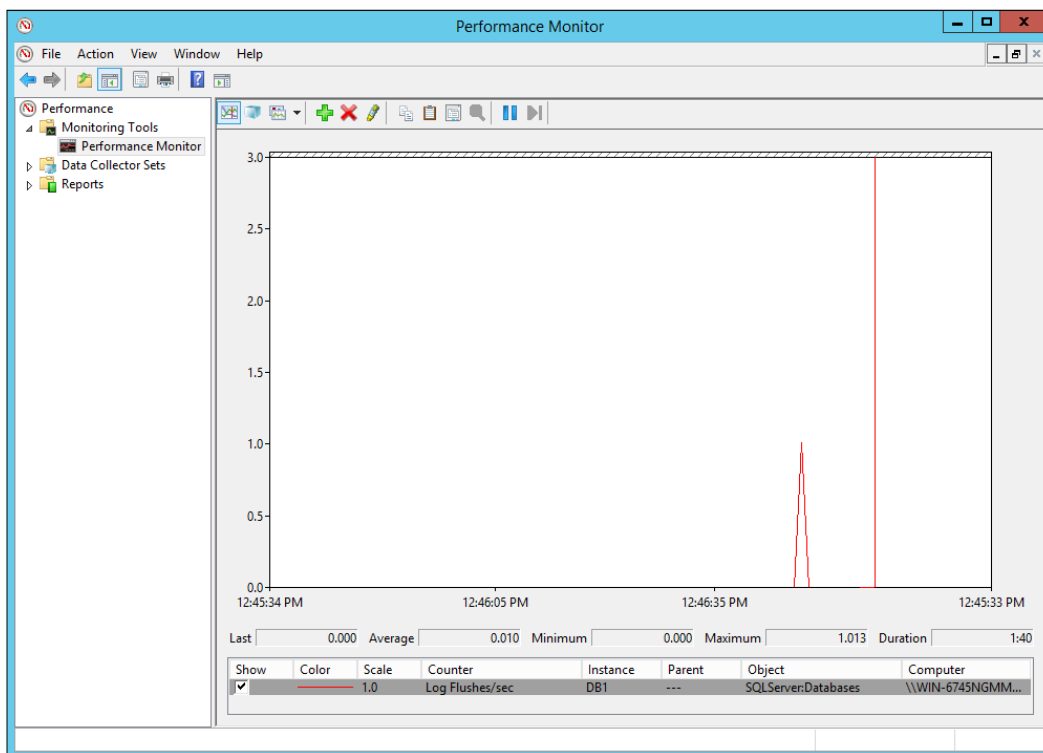 Performance Monitor
File Action View Window Help
Performance
Monitoring Tools
Performance Monitor
Data Collector Sets
Reports
3.0
2.5
2.0
1.5
1.0
0.5
0.0
12:45:34 PM 12:46:05 PM 12:46:35 PM 12:45:33 PM
Last 0.000 Average 0.010 Minimum 0.000 Maximum 1.013 Duration 1:40
Show Color Scale Counter Instance Parent Object Computer
1.0 Log Flushes/sec DB1 --- SQLServer:Databases \\WIN-6745NGMM...